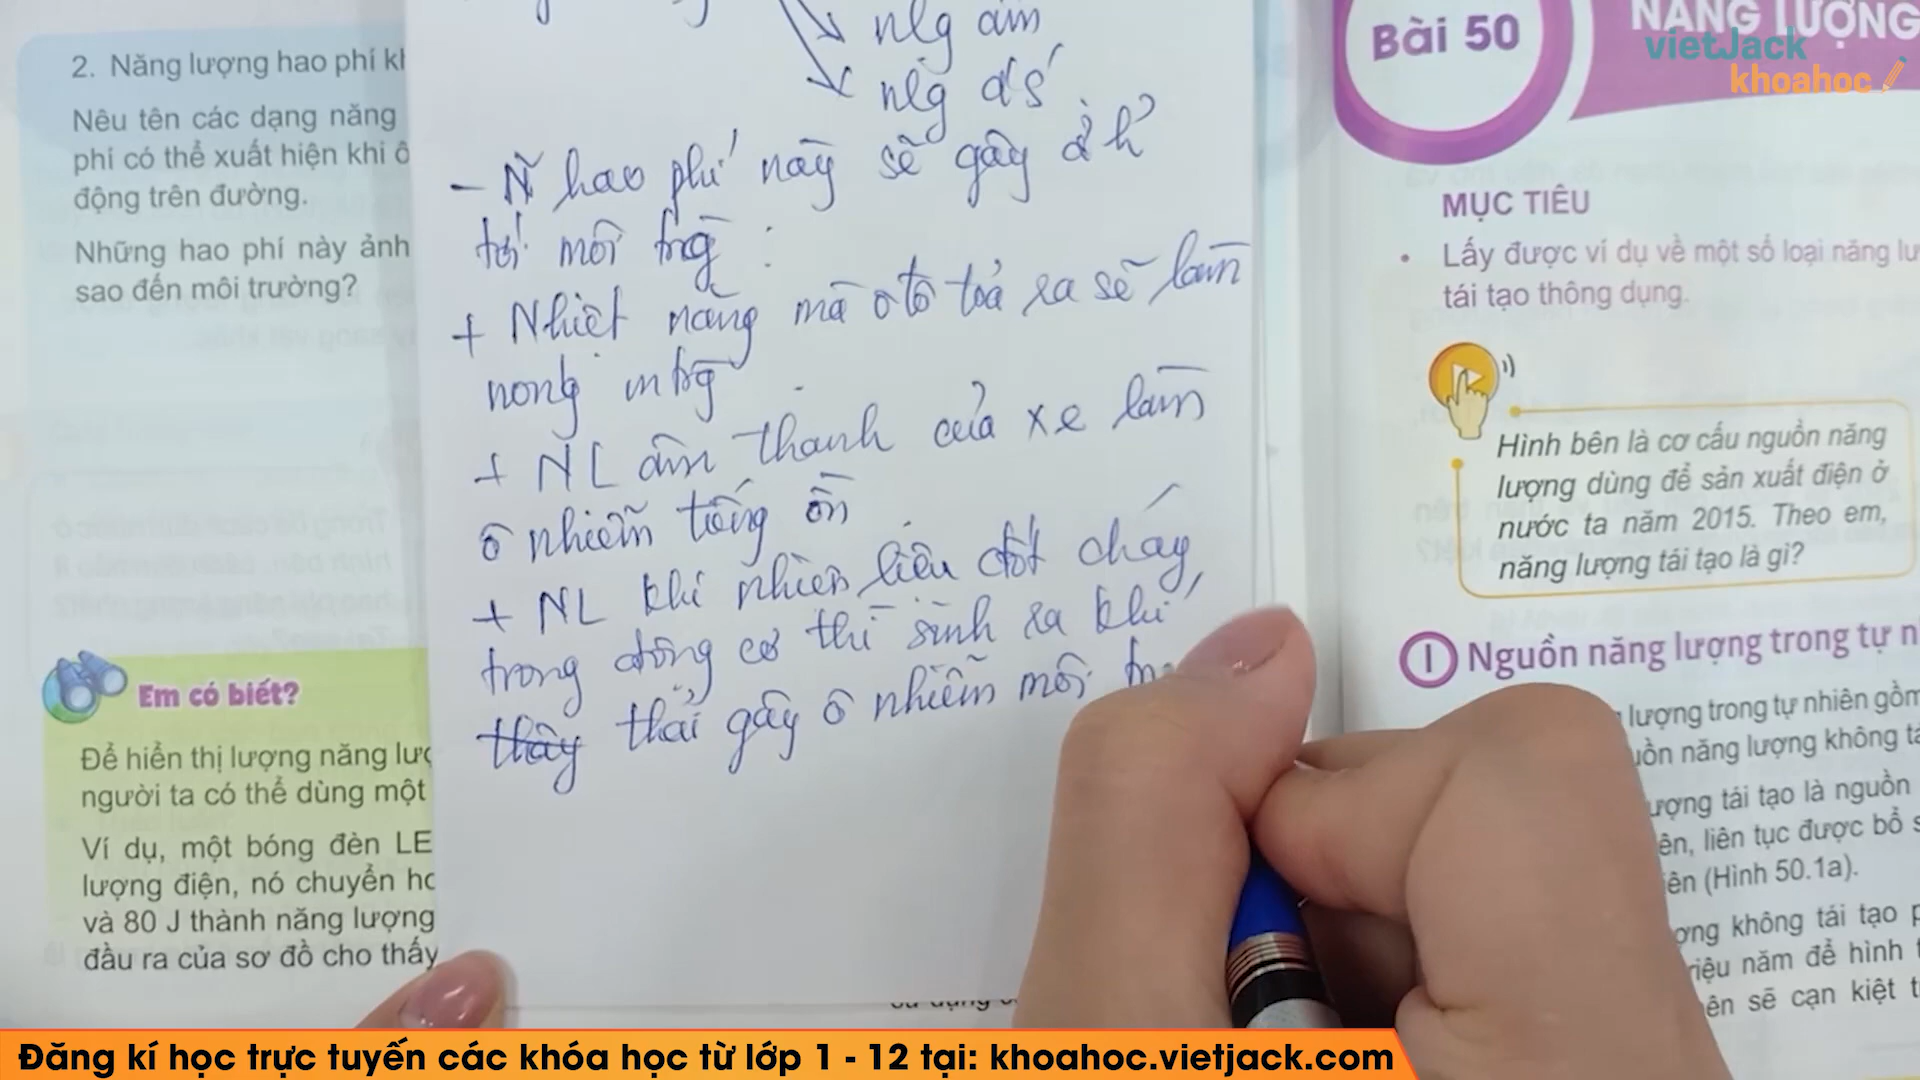 2. Năng lượng hao phí kh
Nêu tên các dạng năng
phí có thể xuất hiện khi ô
động trên đường.
Những hao phí này ảnh
sao đến môi trường?
Em có biết?
Để hiển thị lượng năng lượ
người ta có thể dùng một
Ví dụ, một bóng đèn LE
lượng điện, nó chuyển ho
và 80 J thành năng lượng
đầu ra của sơ đồ cho thấy
nlg âm
nlg a's'
- N~ hao phí này sẽ gây ả h'
tới môi trg :
+ Nhiệt năng mà ô tô toả ra sẽ làm
nóng mtrg
+ NL âm thanh của xe làm
ô nhiễm tiếng ồn
+ NL khi nhiên liệu đốt cháy
trong động cơ thì sinh ra khí
thải gây ô nhiễm môi tr
Bài 50
NĂNG LƯỢNG
vietJack
khoahoc
MỤC TIÊU
• Lấy được ví dụ về một số loại năng lư
tái tạo thông dụng.
Hình bên là cơ cấu nguồn năng
lượng dùng để sản xuất điện ở
nước ta năm 2015. Theo em,
năng lượng tái tạo là gì?
I Nguồn năng lượng trong tự n
lượng trong tự nhiên gồm
uồn năng lượng không tá
ượng tái tạo là nguồn
ên, liên tục được bổ s
iên (Hình 50.1a).
ợng không tái tạo p
riệu năm để hình t
ên sẽ cạn kiệt t
Đăng kí học trực tuyến các khóa học từ lớp 1 - 12 tại: khoahoc.vietjack.com